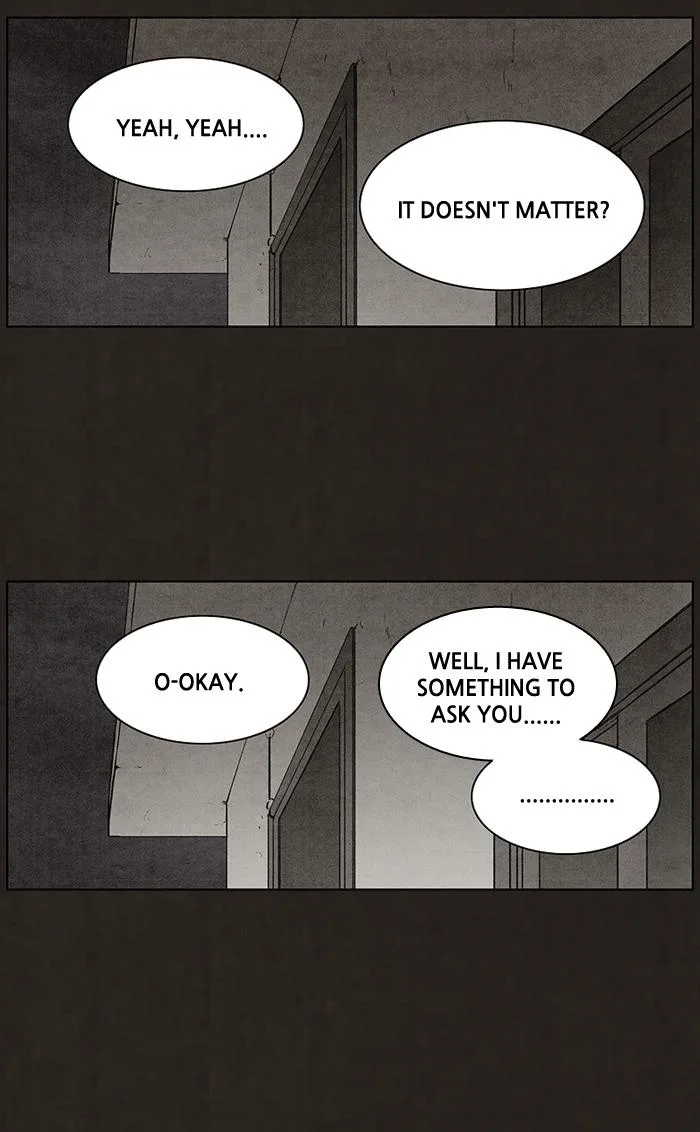 YEAH, YEAH....
IT DOESN'T MATTER?
O-OKAY.
WELL, I HAVE
SOMETHING TO
ASK YOU......
...............